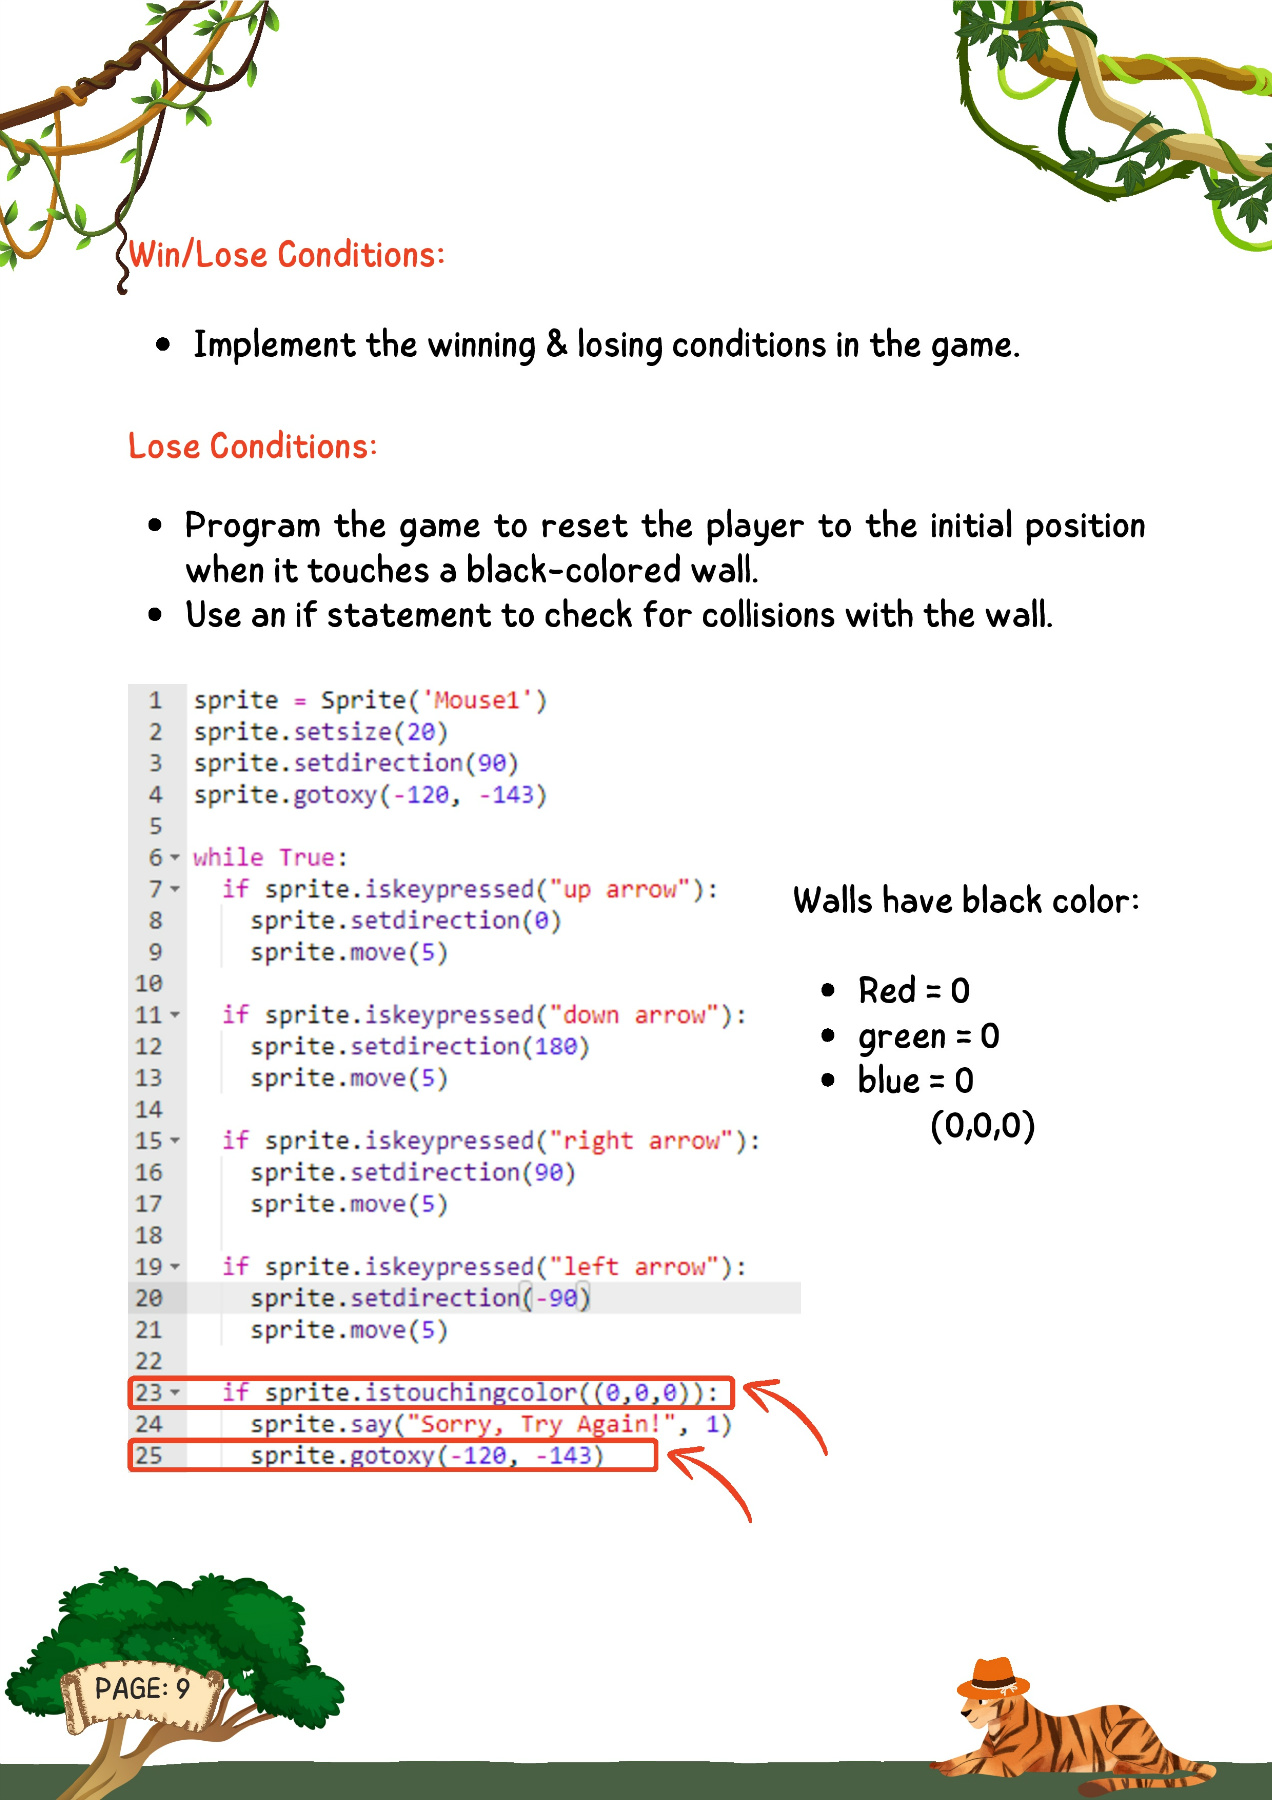 Win/Lose Conditions:
• Implement the winning & losing conditions in the game.
Lose Conditions:
• Program the game to reset the player to the initial position
when it touches a black-colored wall.
• Use an if statement to check for collisions with the wall.
1 sprite = Sprite('Mouse1')
2 sprite.setsize(20)
3 sprite.setdirection(90)
4 sprite.gotoxy(-120, -143)
5
6 while True:
7 if sprite.iskeypressed("up arrow"):
8 sprite.setdirection(0)
9 sprite.move(5)
10
11 if sprite.iskeypressed("down arrow"):
12 sprite.setdirection(180)
13 sprite.move(5)
14
15 if sprite.iskeypressed("right arrow"):
16 sprite.setdirection(90)
17 sprite.move(5)
18
19 if sprite.iskeypressed("left arrow"):
20 sprite.setdirection(-90)
21 sprite.move(5)
22
23 if sprite.istouchingcolor((0,0,0)):
24 sprite.say("Sorry, Try Again!", 1)
25 sprite.gotoxy(-120, -143)
Walls have black color:
• Red = 0
• green = 0
• blue = 0
(0,0,0)
PAGE: 9